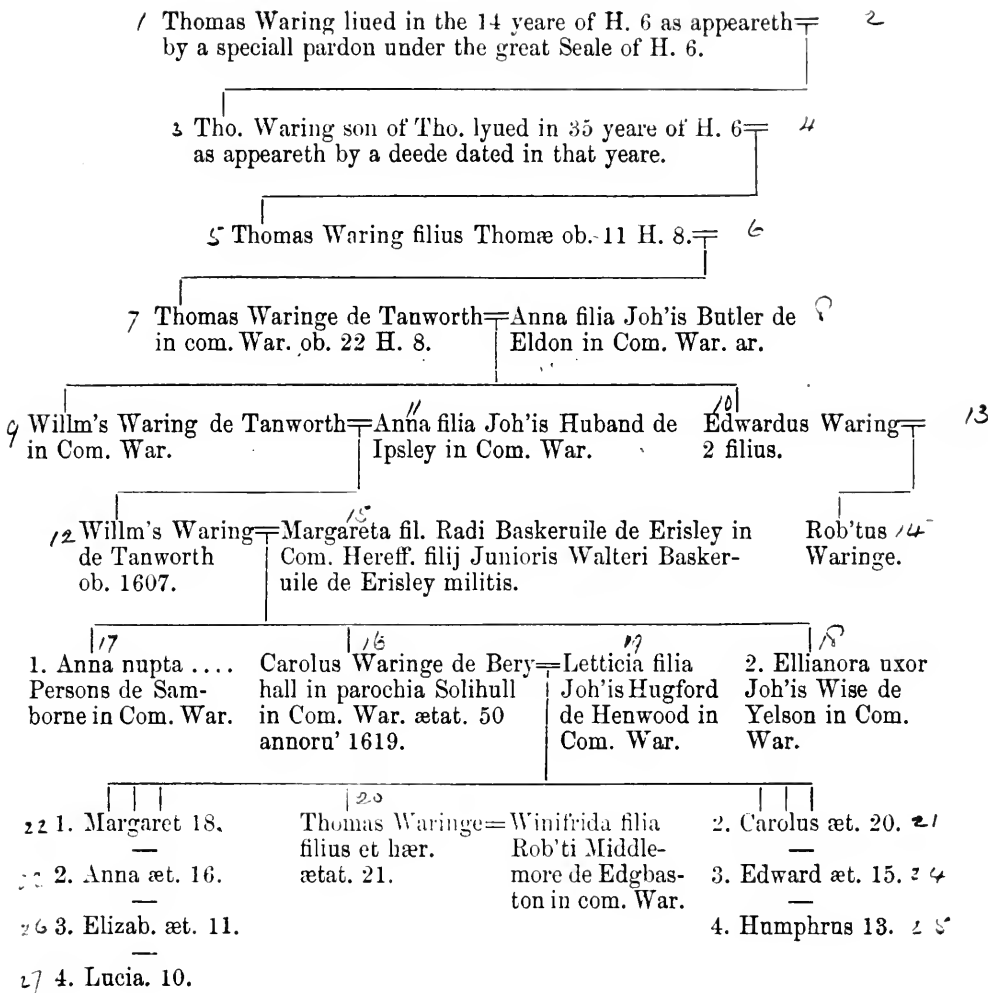 1 Thomas Waring liued in the 14 yeare of H. 6 as appeareth 2
by a speciall pardon under the great Seale of H. 6.
3 Tho. Waring son of Tho. lyued in 35 yeare of H. 6 4
as appeareth by a deede dated in that yeare.
5 Thomas Waring filius Thomæ ob. 11 H. 8. 6
7 Thomas Waringe de Tanworth=Anna filia Joh'is Butler de 8
in com. War. ob. 22 H. 8. Eldon in Com. War. ar.
11 10
9 Willm's Waring de Tanworth=Anna filia Joh'is Huband de Edwardus Waring= 13
in Com. War. Ipsley in Com. War. 2 filius.
15
12 Willm's Waring=Margareta fil. Radi Baskeruile de Erisley in Rob'tus 14
de Tanworth Com. Hereff. filij Junioris Walteri Basker- Waringe.
ob. 1607. uile de Erisley militis.
17 16 19 18
1. Anna nupta .... Carolus Waringe de Bery=Letticia filia 2. Ellianora uxor
Persons de Sam- hall in parochia Solihull Joh'is Hugford Joh'is Wise de
borne in Com. War. in Com. War. ætat. 50 de Henwood in Yelson in Com.
annoru' 1619. Com. War. War.
20
22 1. Margaret 18. Thomas Waringe=Winifrida filia 2. Carolus æt. 20. 21
filius et hær. Rob'ti Middle-
2. Anna æt. 16. ætat. 21. more de Edgbas- 3. Edward æt. 15. 24
ton in com. War.
26 3. Elizab. æt. 11. 4. Humphrus 13. 25
27 4. Lucia. 10.